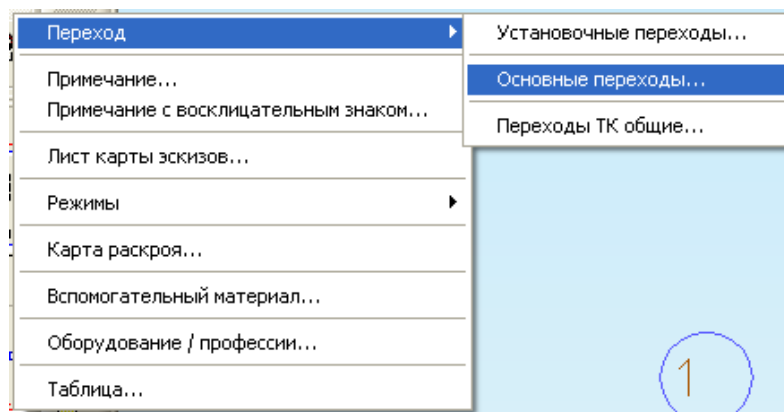 Переход
Примечание...
Примечание с восклицательным знаком...
Лист карты эскизов...
Режимы
Карта раскроя...
Вспомогательный материал...
Оборудование / профессии...
Таблица...
Установочные переходы...
Основные переходы...
Переходы ТК общие...
1